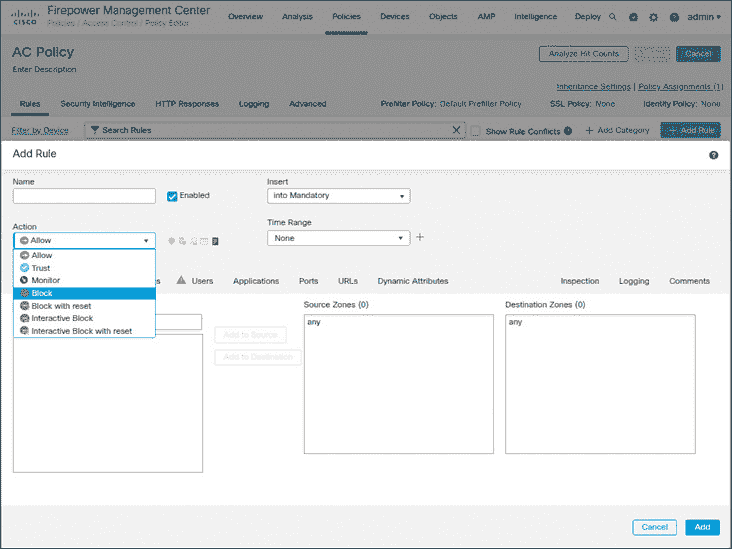 CISCO
Firepower Management Center
Policies / Access Control / Policy Editor
Overview Analysis Policies Devices Objects AMP Intelligence Deploy admin
AC Policy
Enter Description
Analyze Hit Counts Cancel
Inheritance Settings | Policy Assignments (1)
Rules Security Intelligence HTTP Responses Logging Advanced Prefilter Policy: Default Prefilter Policy SSL Policy: None Identity Policy: None
Filter by Device Search Rules Show Rule Conflicts + Add Category + Add Rule
Add Rule
Name Insert
Enabled into Mandatory
Action Time Range
Allow None
Allow
Trust
Monitor
Block
Block with reset
Interactive Block
Interactive Block with reset
s Users Applications Ports URLs Dynamic Attributes Inspection Logging Comments
Source Zones (0) Destination Zones (0)
any any
Add to Source
Add to Destination
Cancel Add